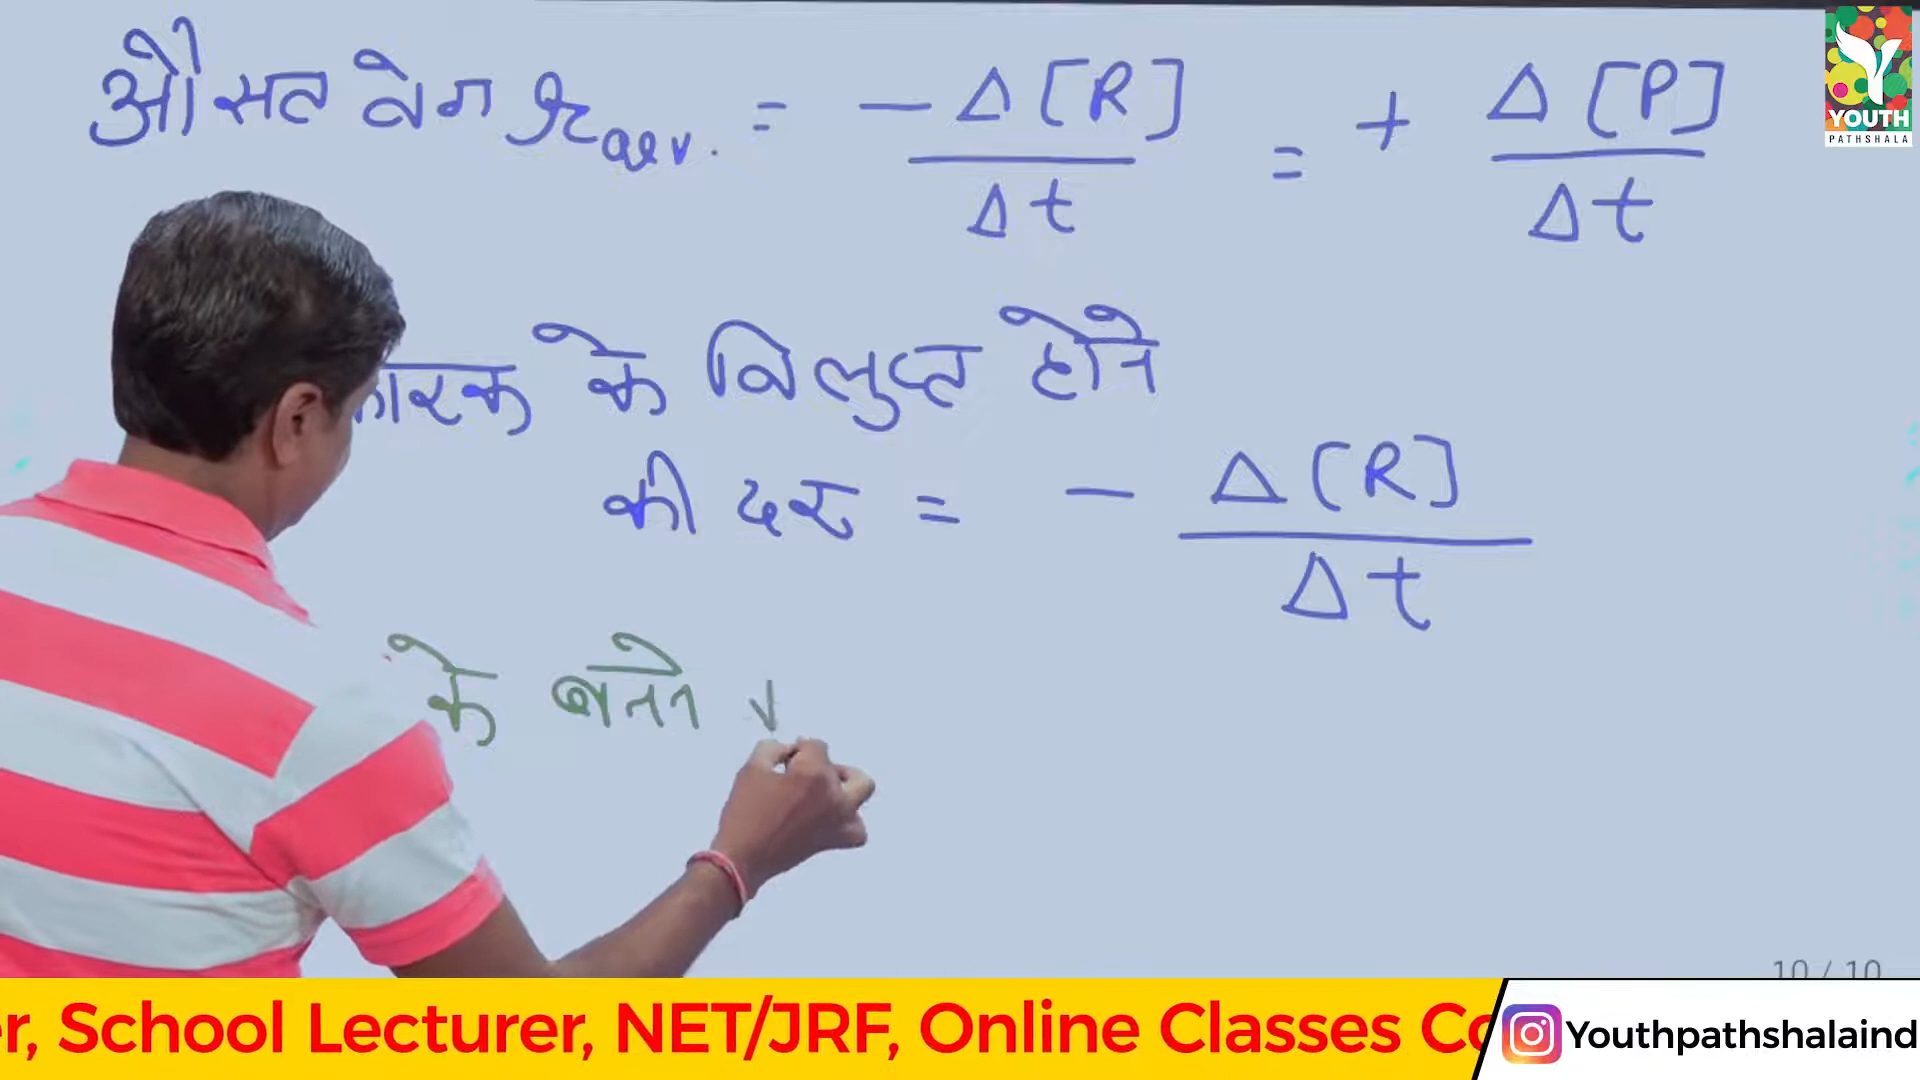 औसत वेग rav. = - Δ[R] / Δt = + Δ[P] / Δt
कारक के विलुप्त होने
की दर = - Δ[R] / Δt
के बनने
10 / 10
r, School Lecturer, NET/JRF, Online Classes Co
Youthpathshalaind
YOUTH
PATHSHALA